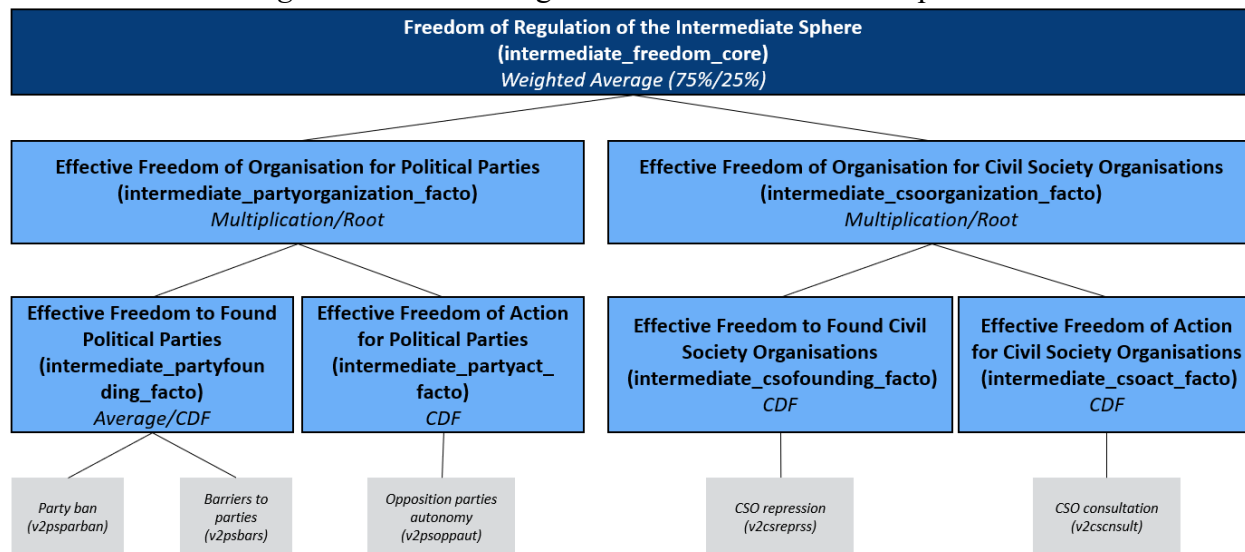 Freedom of Regulation of the Intermediate Sphere
(intermediate_freedom_core)
Weighted Average (75%/25%)
Effective Freedom of Organisation for Political Parties
(intermediate_partyorganization_facto)
Multiplication/Root
Effective Freedom of Organisation for Civil Society Organisations
(intermediate_csoorganization_facto)
Multiplication/Root
Effective Freedom to Found
Political Parties
(intermediate_partyfoun
ding_facto)
Average/CDF
Effective Freedom of Action
for Political Parties
(intermediate_partyact_
facto)
CDF
Effective Freedom to Found Civil
Society Organisations
(intermediate_csofounding_facto)
CDF
Effective Freedom of Action
for Civil Society Organisations
(intermediate_csoact_facto)
CDF
Party ban
(v2psparban)
Barriers to
parties
(v2psbars)
Opposition parties
autonomy
(v2psoppaut)
CSO repression
(v2csreprss)
CSO consultation
(v2cscnsult)